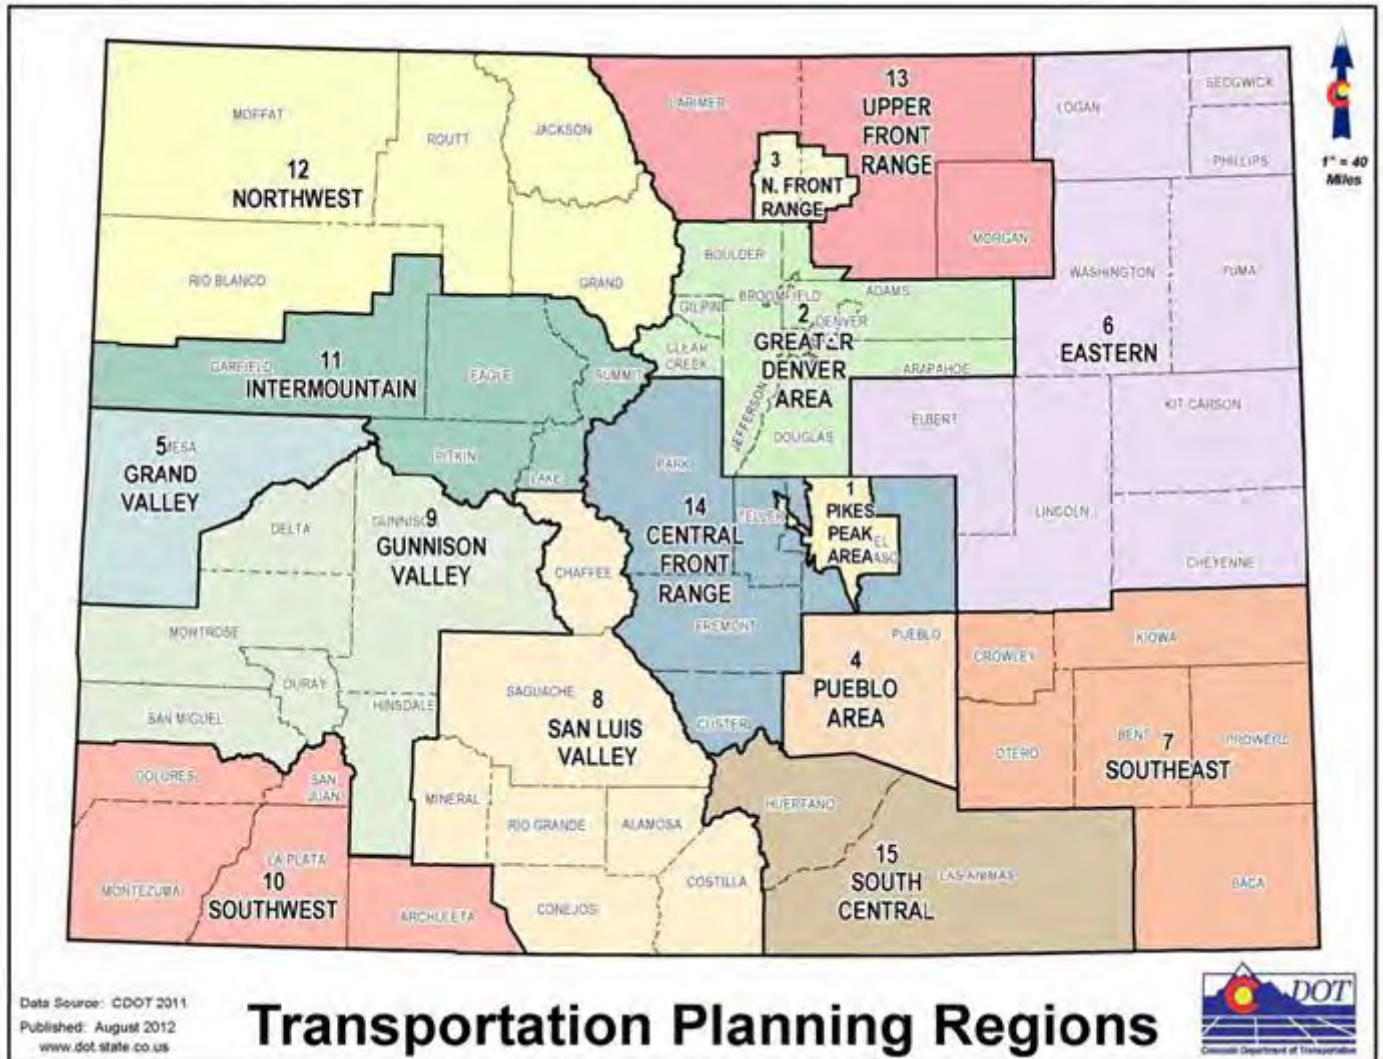 MOFFAT
ROUTT
JACKSON
12
NORTHWEST
RIO BLANCO
GRAND
LARIMER
13
UPPER
FRONT
RANGE
3
N. FRONT
RANGE
MORGAN
LOGAN
SEDGWICK
PHILLIPS
WASHINGTON
YUMA
6
EASTERN
KIT CARSON
ELBERT
LINCOLN
CHEYENNE
1" = 40
Miles
BOULDER
BROOMFIELD
ADAMS
GILPIN
2
DENVER
GREATER
DENVER
AREA
CLEAR
CREEK
ARAPAHOE
JEFFERSON
DOUGLAS
GARFIELD
11
INTERMOUNTAIN
EAGLE
SUMMIT
PITKIN
LAKE
5 MESA
GRAND
VALLEY
DELTA
GUNNISO
9
GUNNISON
VALLEY
MONTROSE
OURAY
SAN MIGUEL
HINSDALE
CHAFFEE
PARK
14
CENTRAL
FRONT
RANGE
TELLER
FREMONT
CUSTER
1
PIKES
PEAK
AREA
EL
PASO
PUEBLO
4
PUEBLO
AREA
CROWLEY
KIOWA
OTERO
BENT
7
SOUTHEAST
PROWERS
BACA
SAGUACHE
8
SAN LUIS
VALLEY
MINERAL
RIO GRANDE
ALAMOSA
CONEJOS
COSTILLA
DOLORES
SAN
JUAN
MONTEZUMA
LA PLATA
10
SOUTHWEST
ARCHULETA
HUERFANO
15
SOUTH
CENTRAL
LAS ANIMAS
Data Source: CDOT 2011
Published: August 2012
www.dot.state.co.us
Transportation Planning Regions
DOT
Colorado Department of Transportation